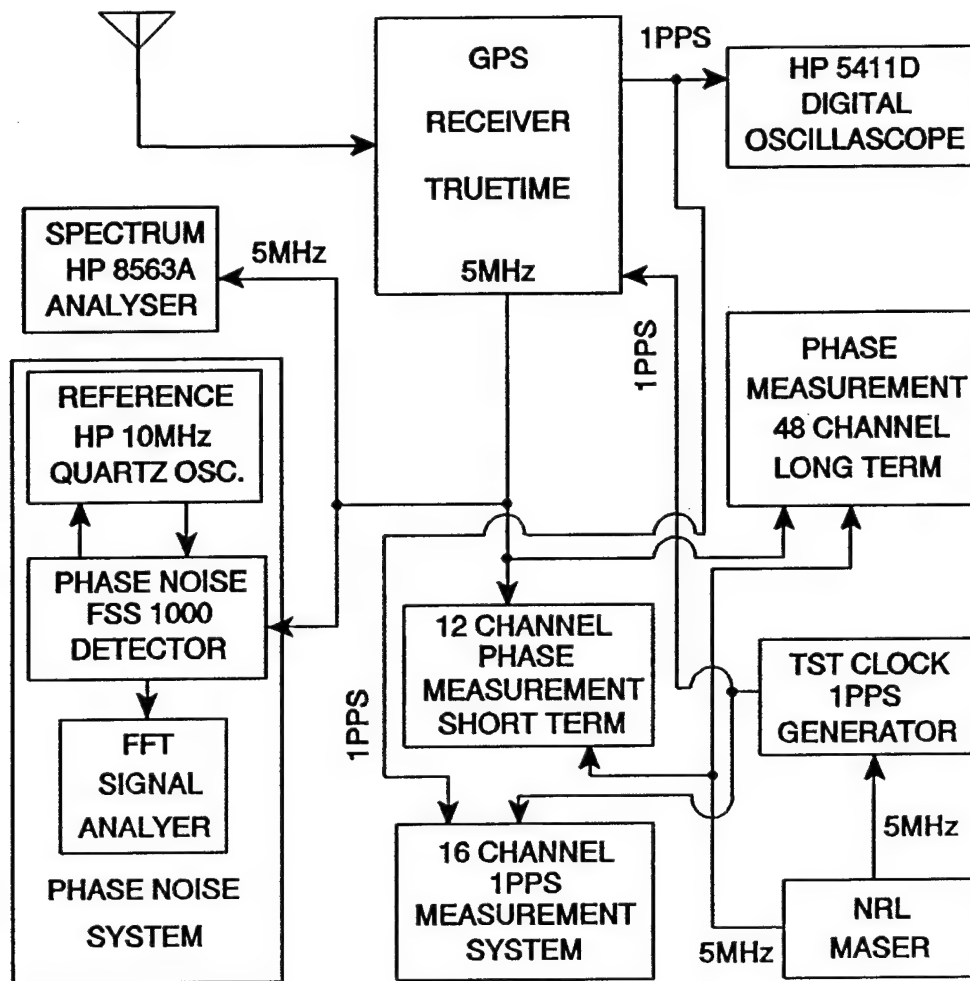 GPS
RECEIVER
TRUETIME
5MHz
1PPS
HP 5411D
DIGITAL
OSCILLASCOPE
SPECTRUM
HP 8563A
ANALYSER
5MHz
1PPS
PHASE
MEASUREMENT
48 CHANNEL
LONG TERM
REFERENCE
HP 10MHz
QUARTZ OSC.
PHASE NOISE
FSS 1000
DETECTOR
FFT
SIGNAL
ANALYER
PHASE NOISE
SYSTEM
12 CHANNEL
PHASE
MEASUREMENT
SHORT TERM
1PPS
TST CLOCK
1PPS
GENERATOR
5MHz
16 CHANNEL
1PPS
MEASUREMENT
SYSTEM
5MHz
NRL
MASER